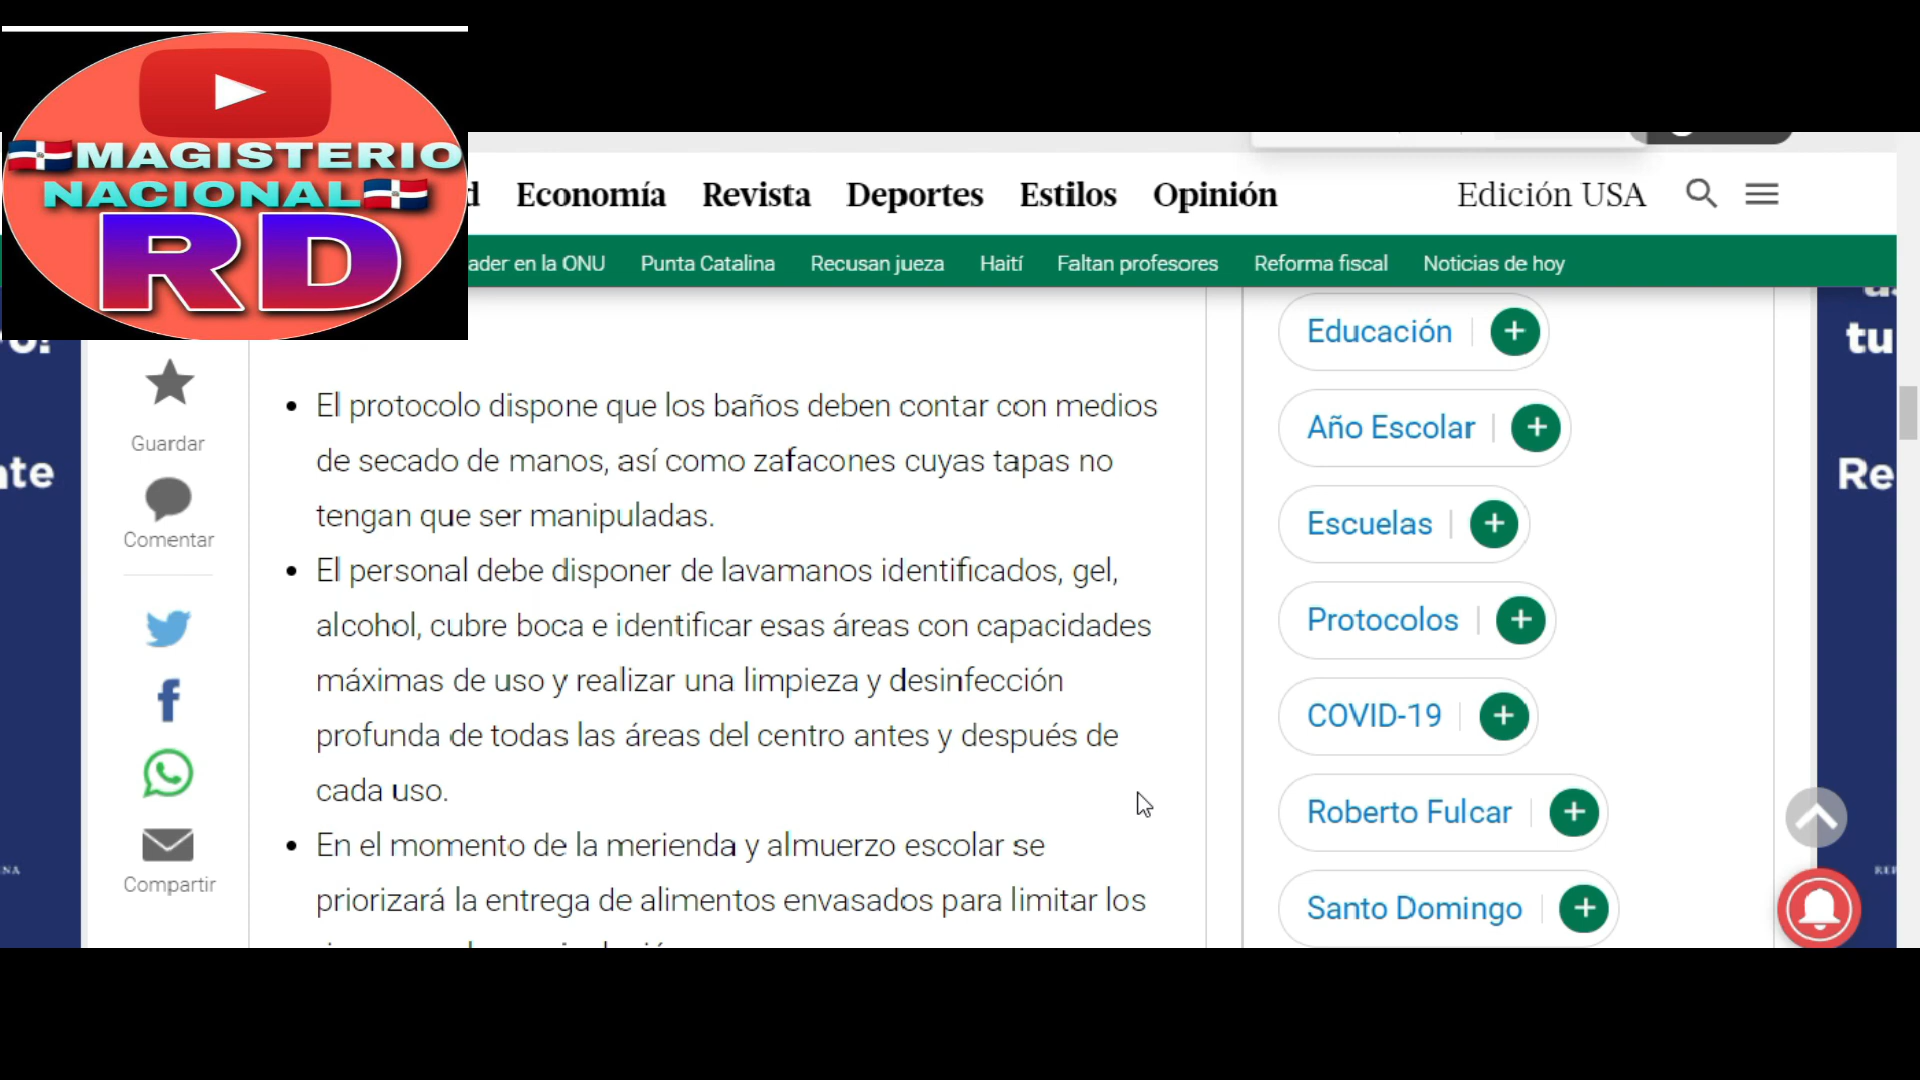 MAGISTERIO
NACIONAL
RD
Economía Revista Deportes Estilos Opinión Edición USA
ader en la ONU Punta Catalina Recusan jueza Haití Faltan profesores Reforma fiscal Noticias de hoy
Guardar
Comentar
Compartir
El protocolo dispone que los baños deben contar con medios
de secado de manos, así como zafacones cuyas tapas no
tengan que ser manipuladas.
El personal debe disponer de lavamanos identificados, gel,
alcohol, cubre boca e identificar esas áreas con capacidades
máximas de uso y realizar una limpieza y desinfección
profunda de todas las áreas del centro antes y después de
cada uso.
En el momento de la merienda y almuerzo escolar se
priorizará la entrega de alimentos envasados para limitar los
Educación
Año Escolar
Escuelas
Protocolos
COVID-19
Roberto Fulcar
Santo Domingo
tu
Re
nte